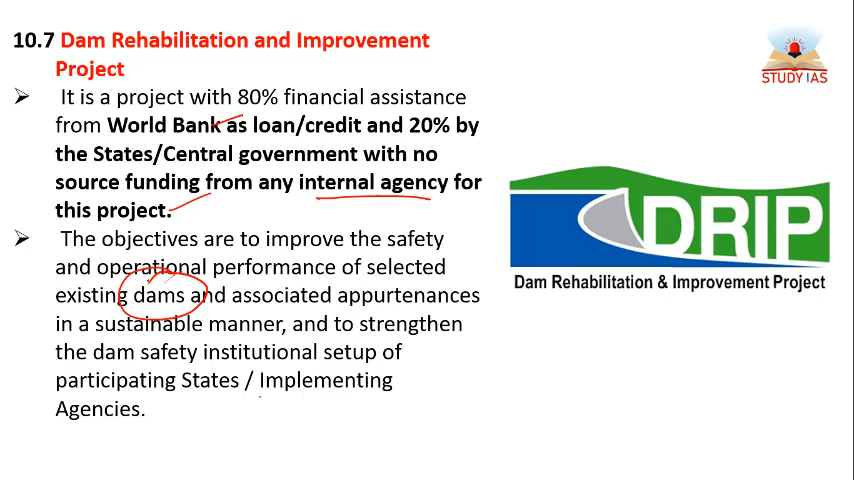 10.7 Dam Rehabilitation and Improvement
Project
➢ It is a project with 80% financial assistance
from World Bank as loan/credit and 20% by
the States/Central government with no
source funding from any internal agency for
this project.
➢ The objectives are to improve the safety
and operational performance of selected
existing dams and associated appurtenances
in a sustainable manner, and to strengthen
the dam safety institutional setup of
participating States / Implementing
Agencies.
STUDY IAS
DRIP
Dam Rehabilitation & Improvement Project